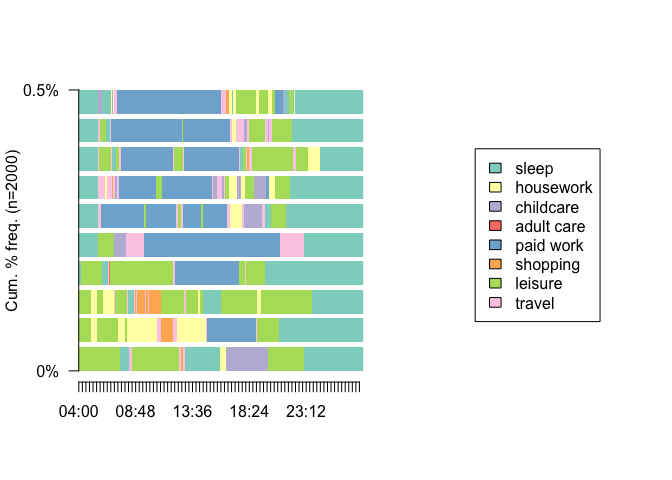 0.5%
Cum. % freq. (n=2000)
0%
04:00 08:48 13:36 18:24 23:12
sleep
housework
childcare
adult care
paid work
shopping
leisure
travel